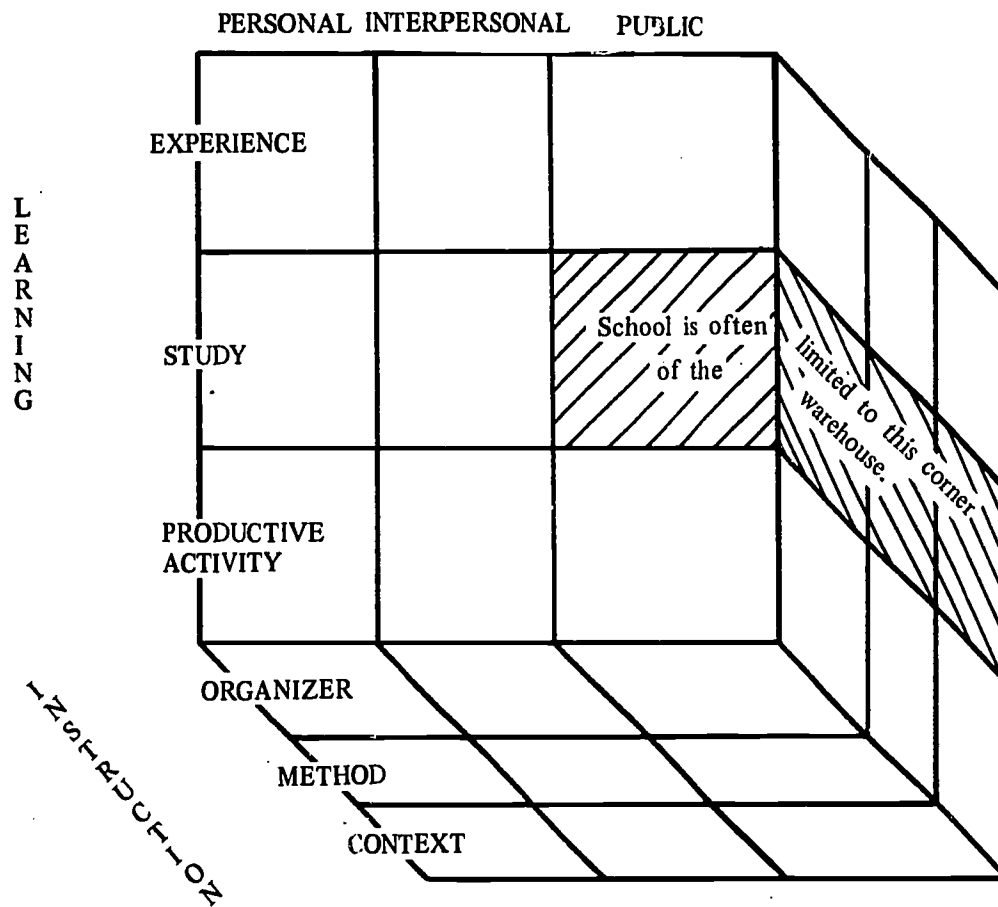 PERSONAL INTERPERSONAL PUBLIC
EXPERIENCE
LEARNING
STUDY
School is often
of the
limited to this corner
warehouse.
PRODUCTIVE
ACTIVITY
ORGANIZER
METHOD
CONTEXT
INSTRUCTION